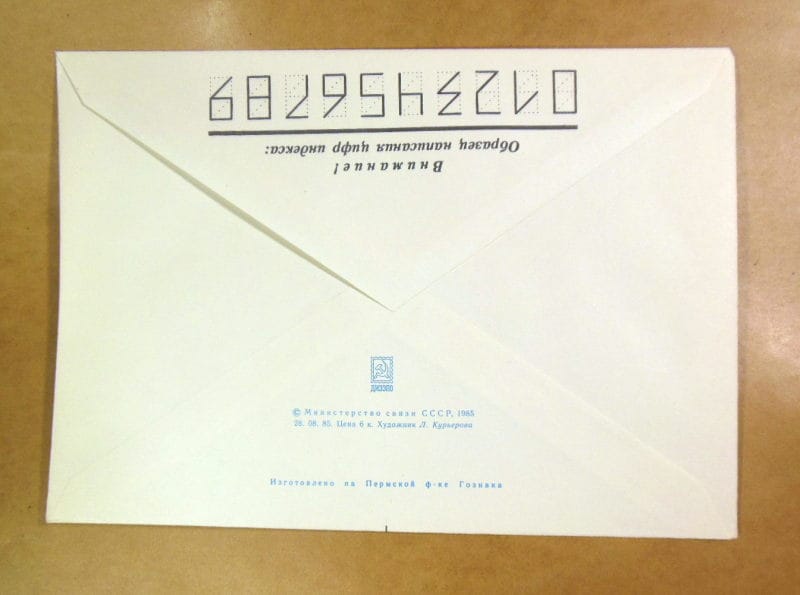 Внимание!
Образец написания цифр индекса:
0123456789
ДИЭЗПО
© Министерство связи СССР, 1985
28. 08. 85. Цена 6 к. Художник Л. Курьерова
Изготовлено на Пермской ф-ке Гознака